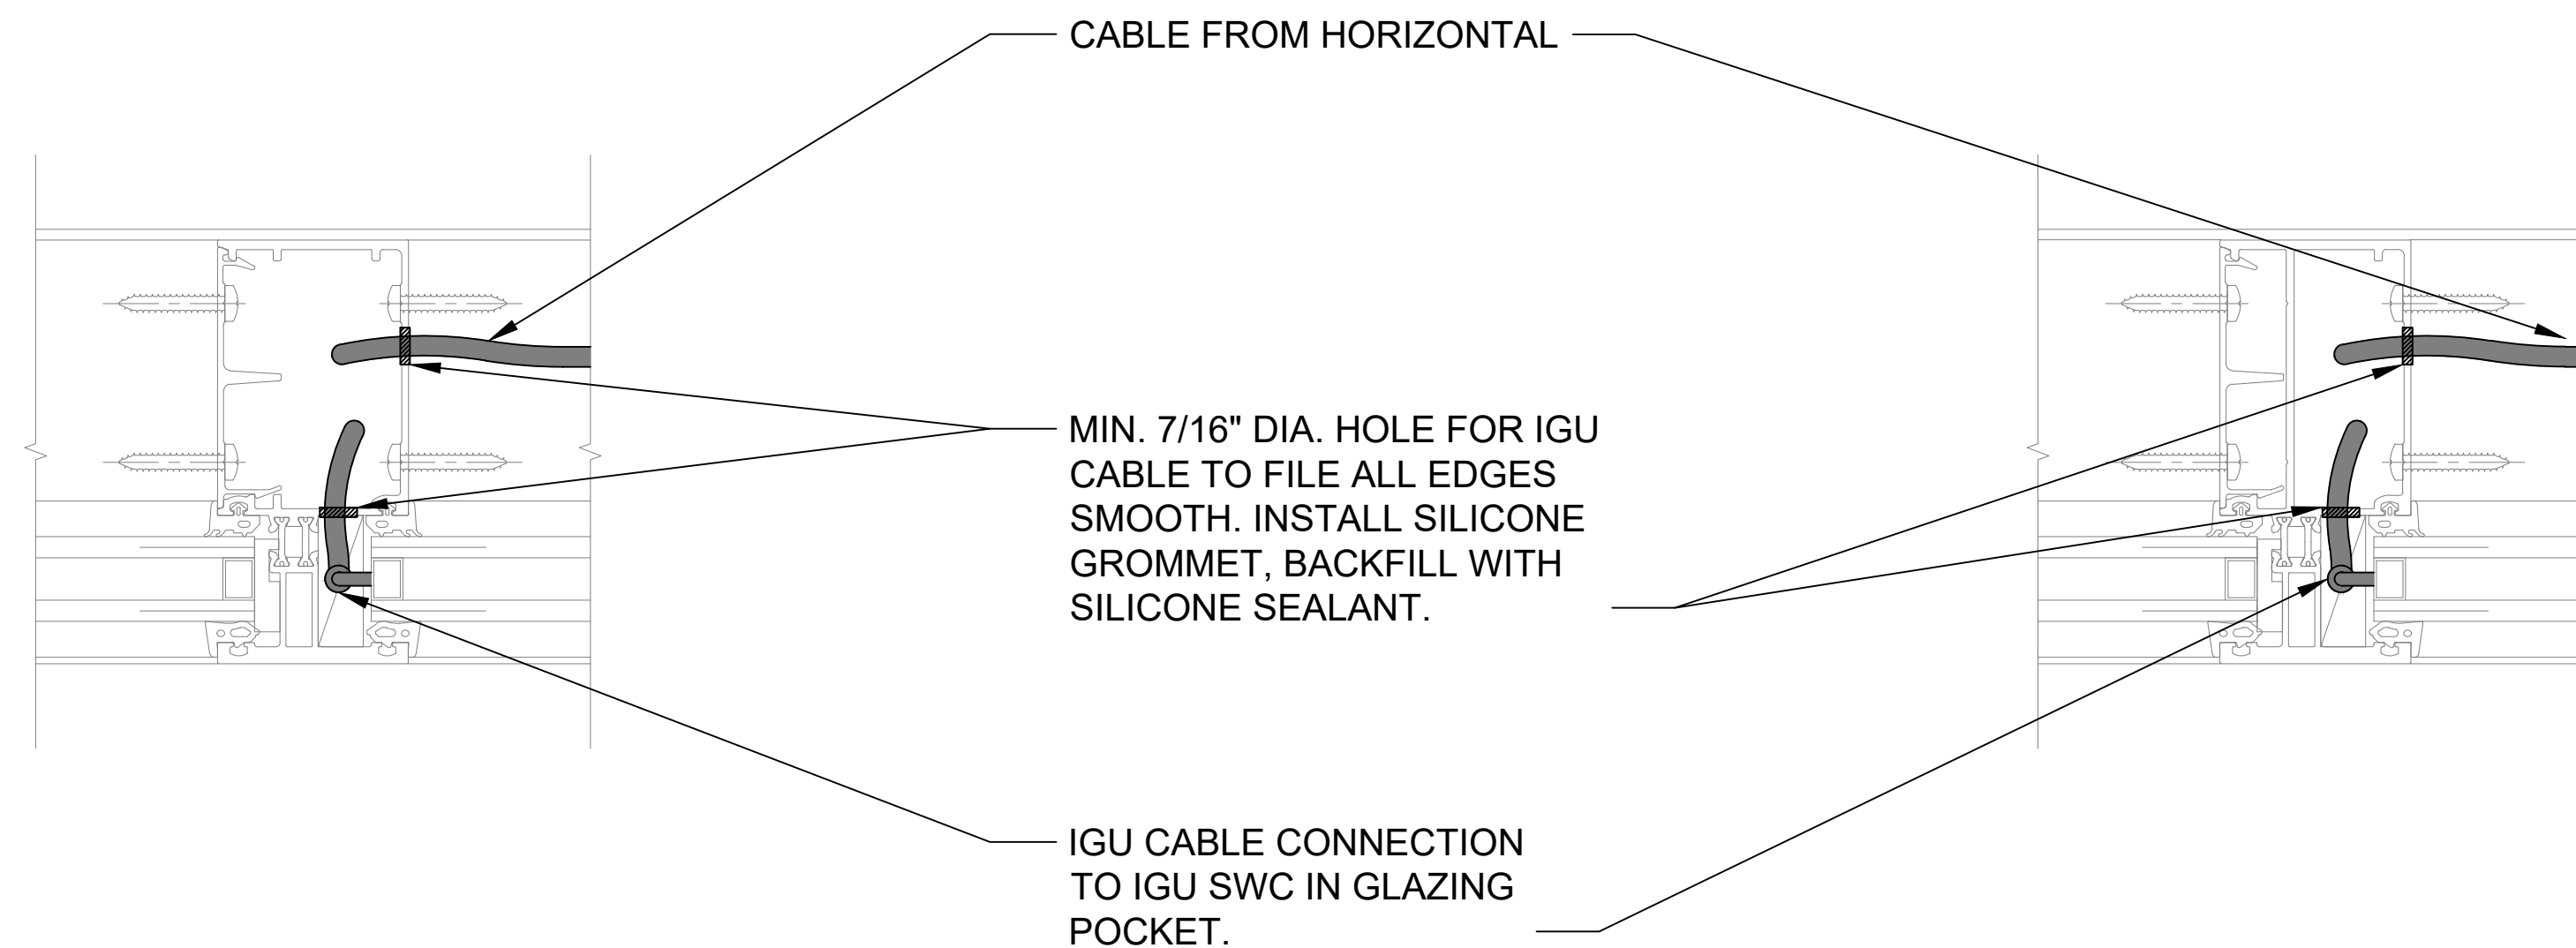 CABLE FROM HORIZONTAL
MIN. 7/16" DIA. HOLE FOR IGU
CABLE TO FILE ALL EDGES
SMOOTH. INSTALL SILICONE
GROMMET, BACKFILL WITH
SILICONE SEALANT.
IGU CABLE CONNECTION
TO IGU SWC IN GLAZING
POCKET.